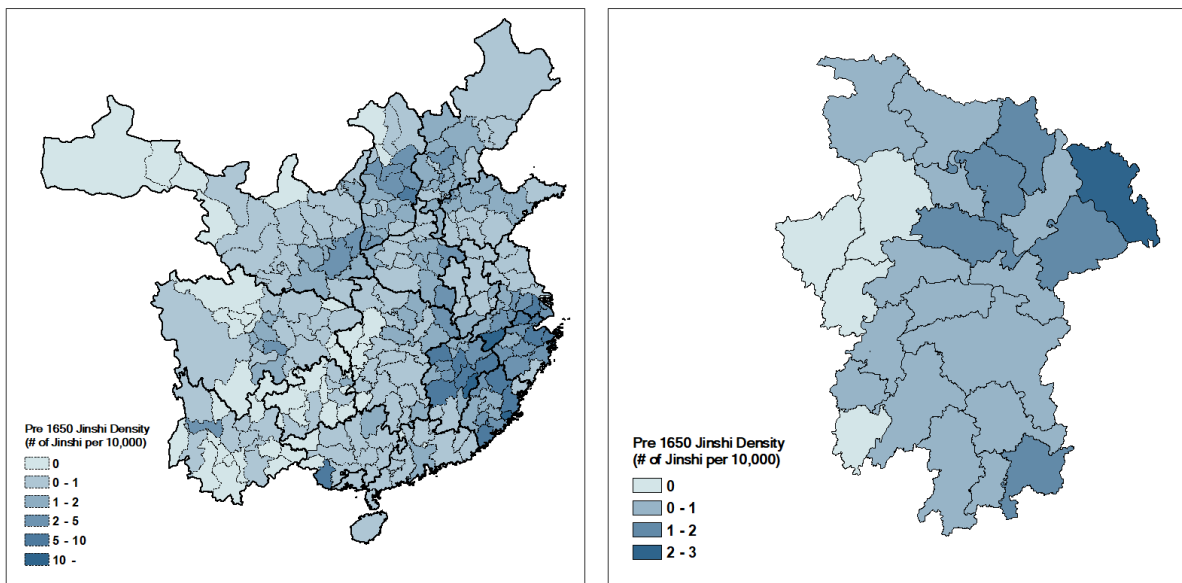 Pre 1650 Jinshi Density
(# of Jinshi per 10,000)
0
0 - 1
1 - 2
2 - 5
5 - 10
10 -
Pre 1650 Jinshi Density
(# of Jinshi per 10,000)
0
0 - 1
1 - 2
2 - 3